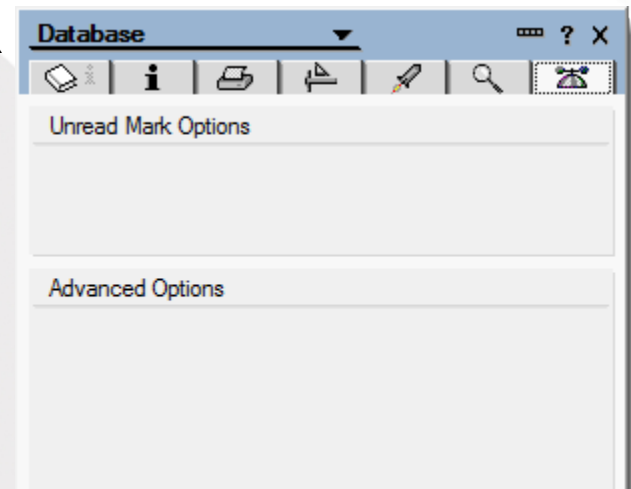 Database
? X
i
Unread Mark Options
Advanced Options